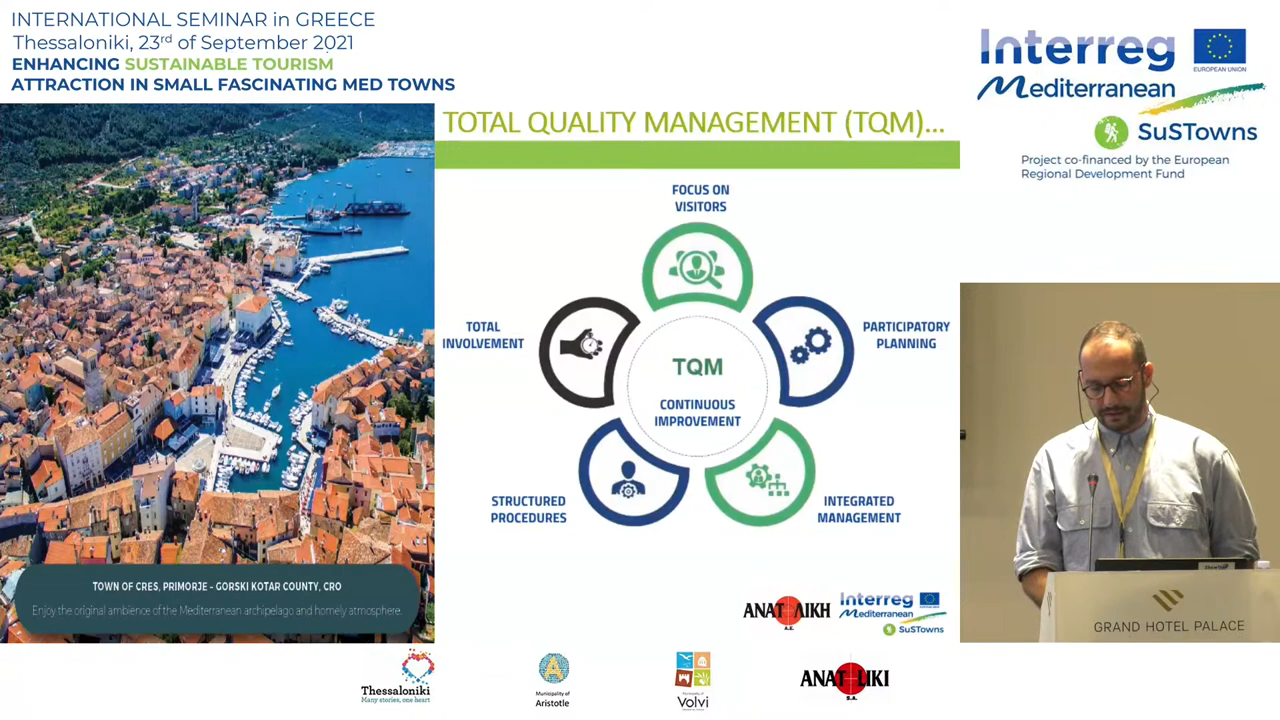 INTERNATIONAL SEMINAR in GREECE
Thessaloniki, 23rd of September 2021
ENHANCING SUSTAINABLE TOURISM
ATTRACTION IN SMALL FASCINATING MED TOWNS
Interreg
EUROPEAN UNION
Mediterranean
SuSTowns
Project co-financed by the European
Regional Development Fund
TOTAL QUALITY MANAGEMENT (TQM)...
FOCUS ON
VISITORS
TOTAL
INVOLVEMENT
PARTICIPATORY
PLANNING
TQM
CONTINUOUS
IMPROVEMENT
STRUCTURED
PROCEDURES
INTEGRATED
MANAGEMENT
TOWN OF CRES, PRIMORJE - GORSKI KOTAR COUNTY, CRO
Enjoy the original ambience of the Mediterranean archipelago and homely atmosphere.
ΑΝΑΤΟΛΙΚΗ
Α.Ε.
Interreg
Mediterranean
SuSTowns
GRAND HOTEL PALACE
Thessaloniki
Many stories, one heart
Municipality of
Aristotle
Municipality of
Volvi
ANATOLIKI
S.A.